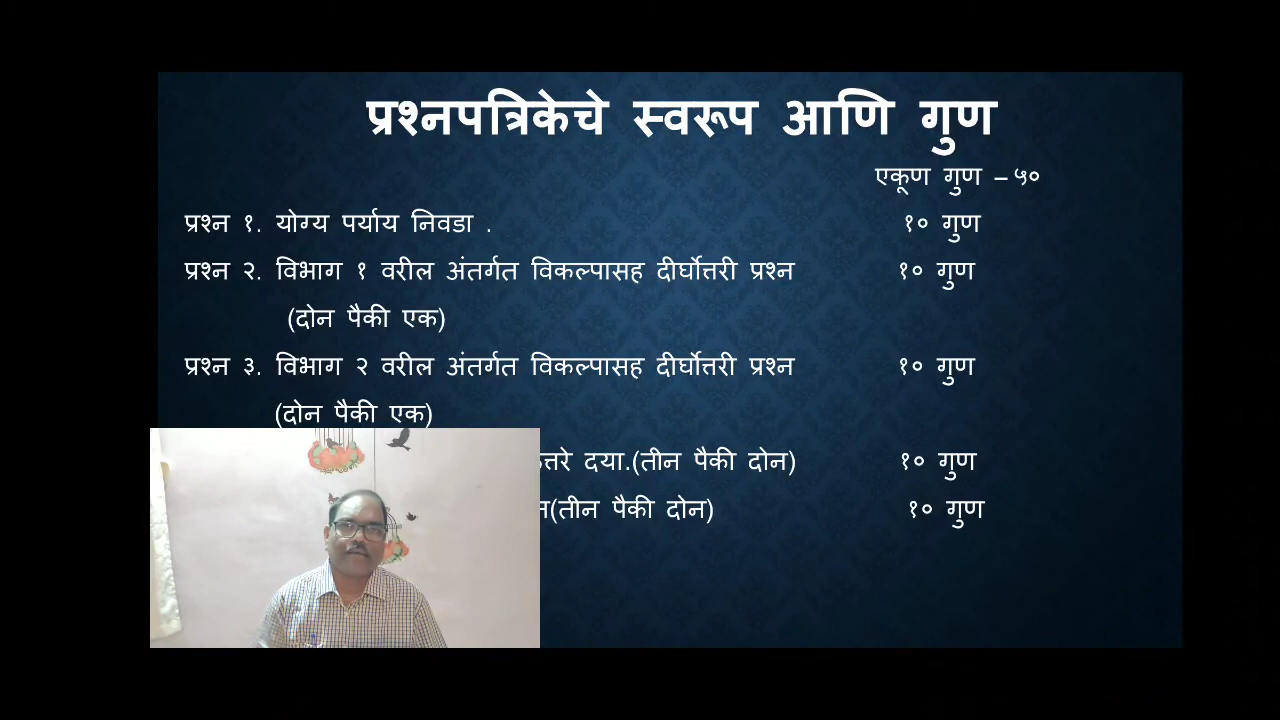 प्रश्नपत्रिकेचे स्वरूप आणि गुण
एकूण गुण – ५०
प्रश्न १. योग्य पर्याय निवडा . १० गुण
प्रश्न २. विभाग १ वरील अंतर्गत विकल्पासह दीर्घोत्तरी प्रश्न १० गुण
(दोन पैकी एक)
प्रश्न ३. विभाग २ वरील अंतर्गत विकल्पासह दीर्घोत्तरी प्रश्न १० गुण
(दोन पैकी एक)
दया.(तीन पैकी दोन) १० गुण
(तीन पैकी दोन) १० गुण